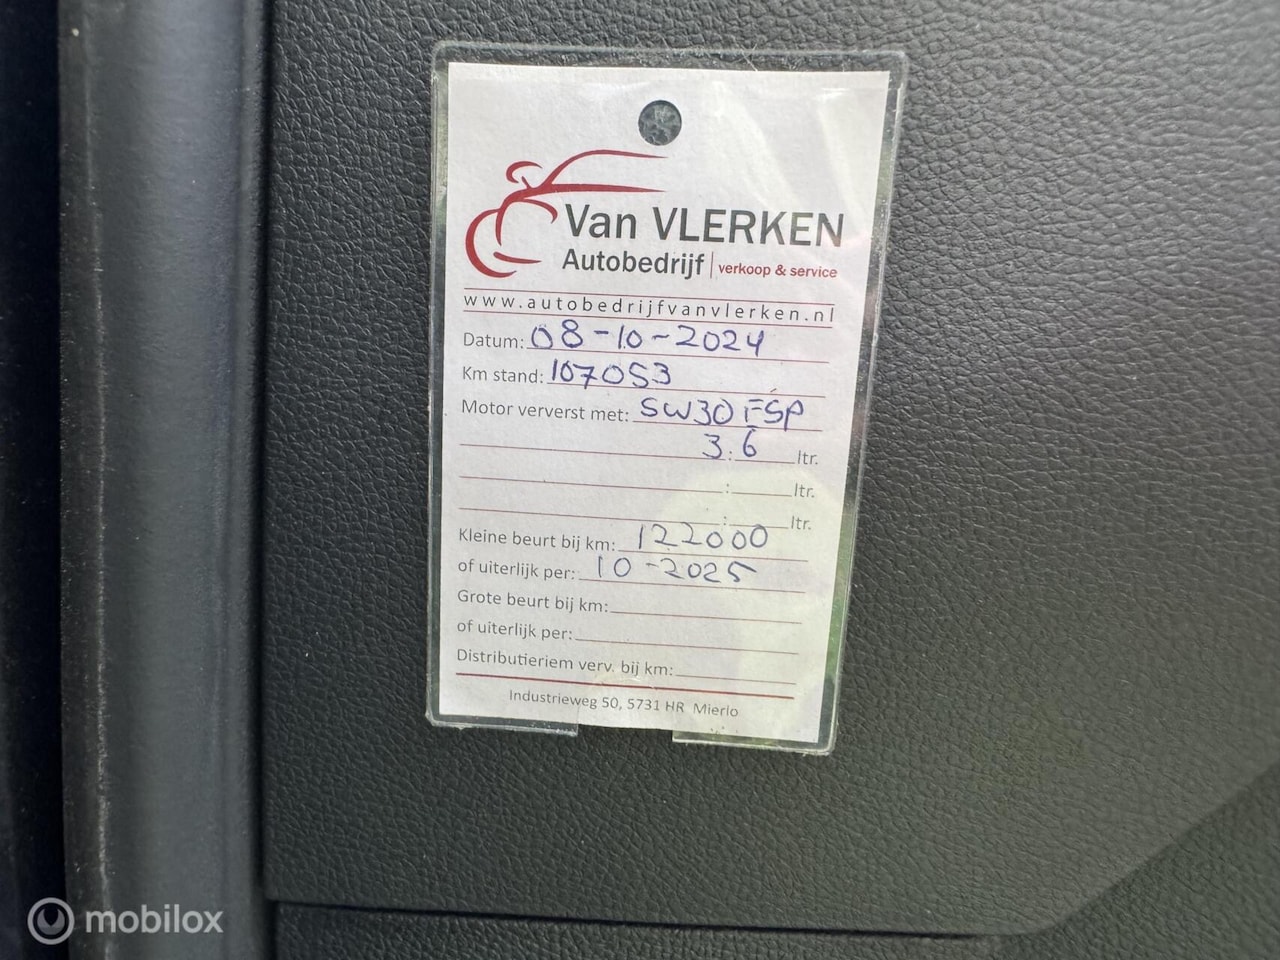 Van VLERKEN
Autobedrijf | verkoop & service
www.autobedrijfvanvlerken.nl
Datum: 08-10-2024
Km stand: 107053
Motor ververst met: 5W30 FSP
3:6 ltr.
: ltr.
: ltr.
Kleine beurt bij km: 122000
of uiterlijk per: 10-2025
Grote beurt bij km:
of uiterlijk per:
Distributieriem verv. bij km:
Industrieweg 50, 5731 HR Mierlo
mobilox